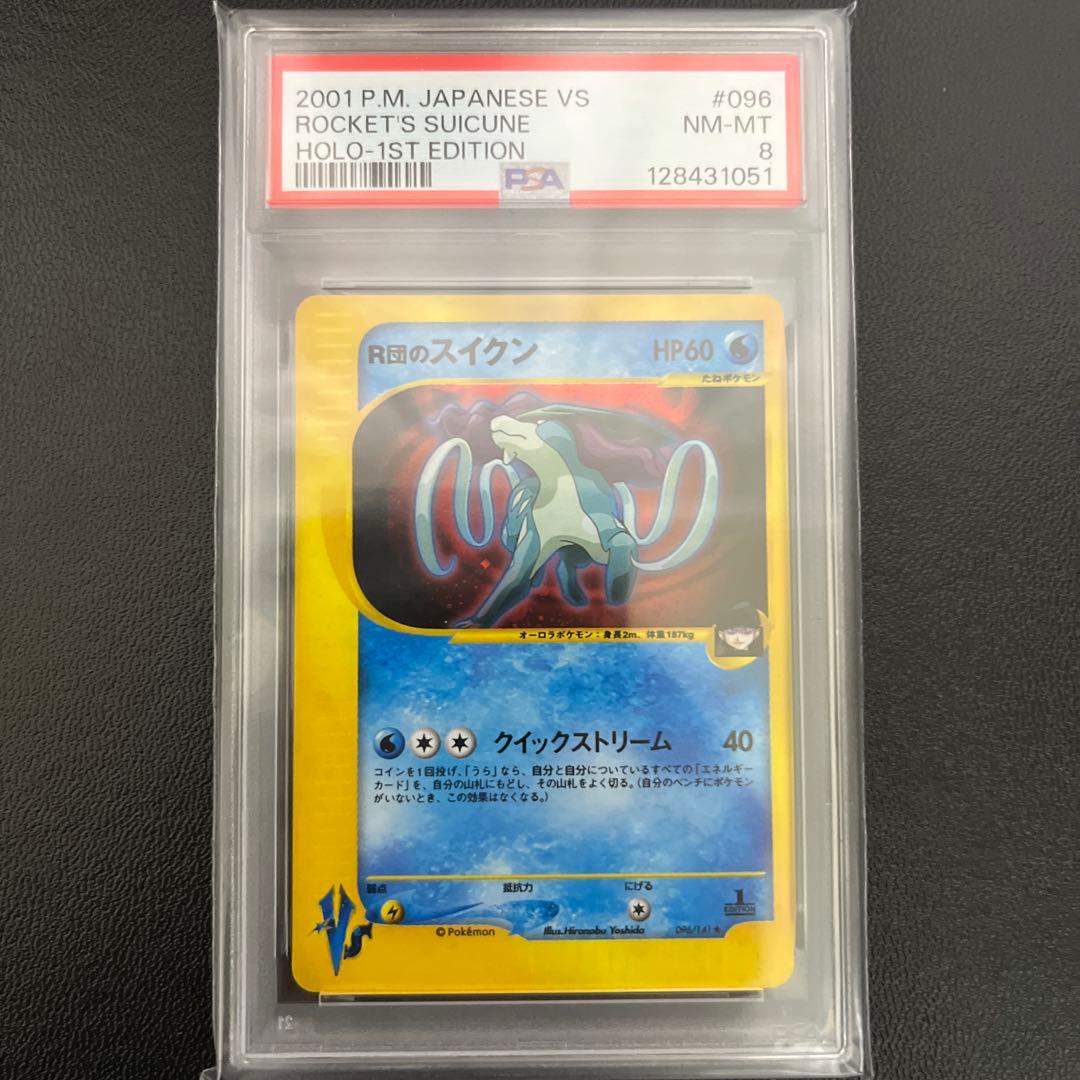 2001 P.M. JAPANESE VS #096
ROCKET'S SUICUNE NM-MT
HOLO-1ST EDITION 8
PSA 128431051
R団のスイクン HP60
たねポケモン
オーロラポケモン：身長2m、体重187kg
クイックストリーム 40
コインを1回投げ、「うら」なら、自分と自分についているすべての「エネルギー
カード」を、自分の山札にもどし、その山札をよく切る。（自分のベンチにポケモン
がいないとき、この効果はなくなる。）
弱点 抵抗力 にげる
1
EDITION
VS
©Pokémon Illus.Hironobu Yoshida 096/141★
21